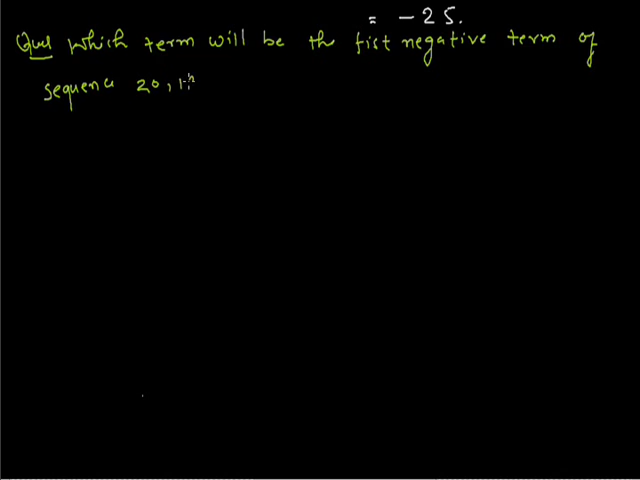 = -25.
Que which term will be the fist negative term of
sequence 20,